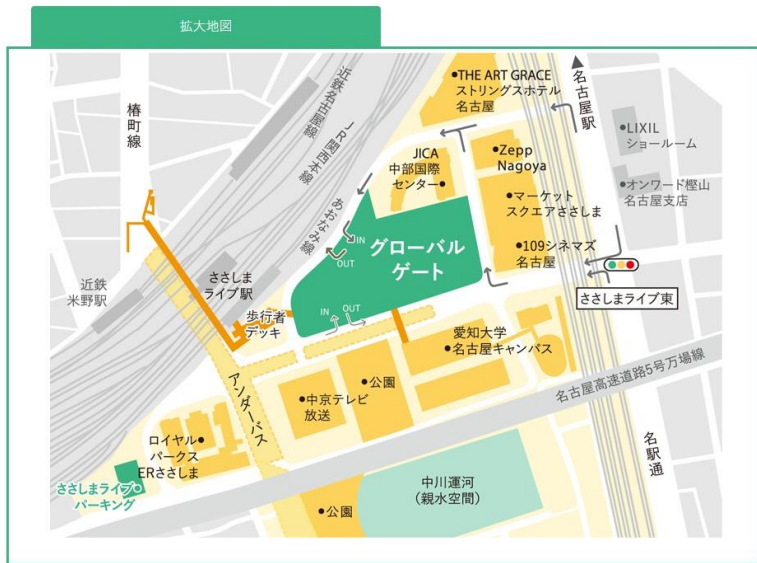 拡大地図
椿町線
近鉄名古屋線
JR関西本線
あおなみ線
THE ART GRACE
ストリングスホテル
名古屋
名古屋駅
LIXIL
ショールーム
オンワード樫山
名古屋支店
JICA
中部国際
センター
Zepp
Nagoya
マーケット
スクエアささしま
109シネマズ
名古屋
グローバル
ゲート
IN
OUT
IN
OUT
ささしまライブ東
近鉄
米野駅
ささしま
ライブ駅
歩行者
デッキ
アンダーパス
愛知大学
名古屋キャンパス
公園
中京テレビ
放送
名古屋高速道路5号万場線
ロイヤル
パークス
ERささしま
ささしまライブ
パーキング
公園
中川運河
(親水空間)
名駅通